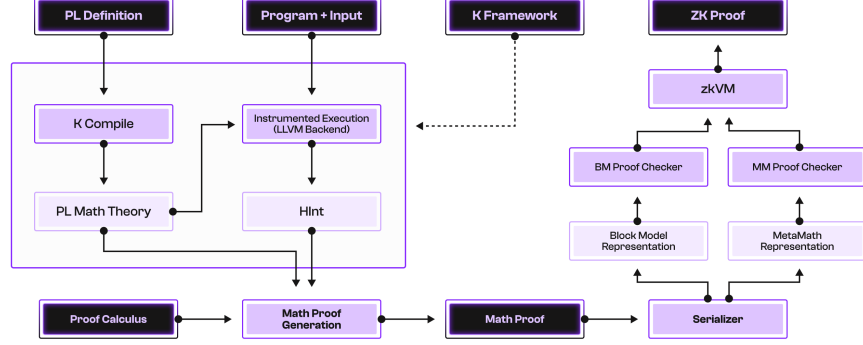 PL Definition
Program + Input
K Framework
ZK Proof
zkVM
K Compile
Instrumented Execution
(LLVM Backend)
BM Proof Checker
MM Proof Checker
PL Math Theory
HInt
Block Model
Representation
MetaMath
Representation
Proof Calculus
Math Proof
Generation
Math Proof
Serializer